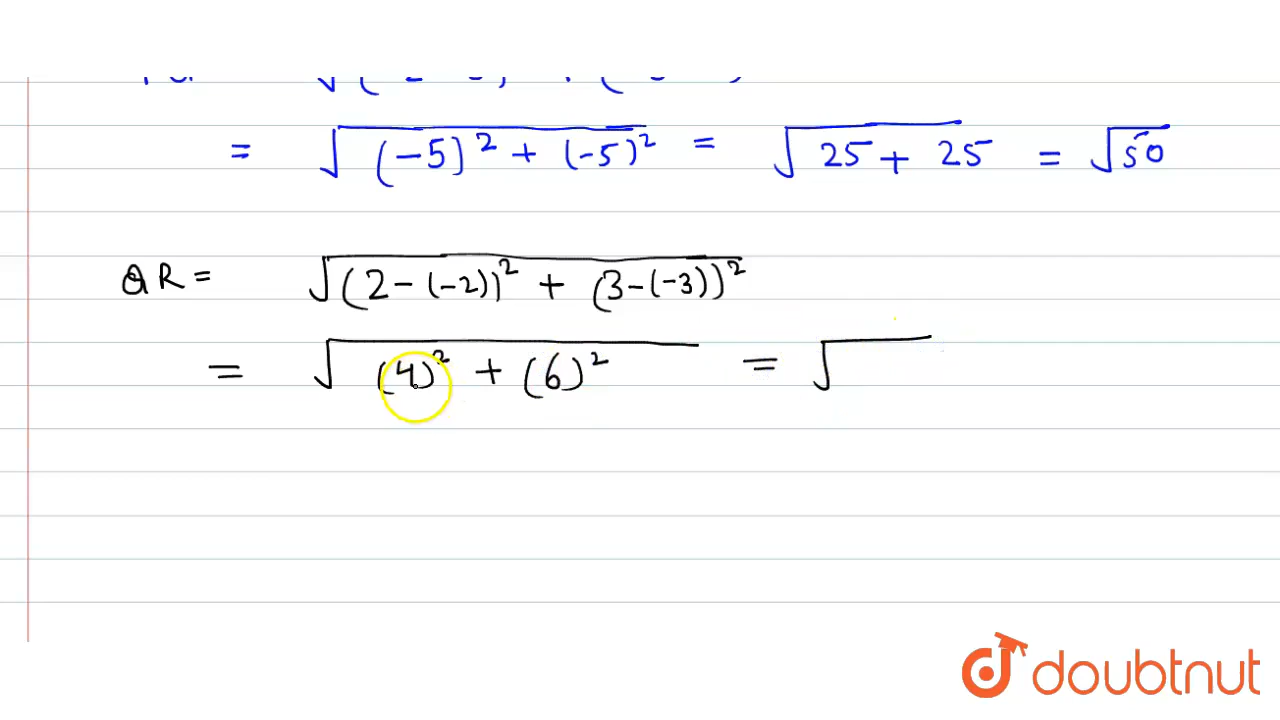 = √(-5)² + (-5)² = √25 + 25 = √50
QR = √(2-(-2))² + (3-(-3))²
= √(4)² + (6)² = √
doubtnut